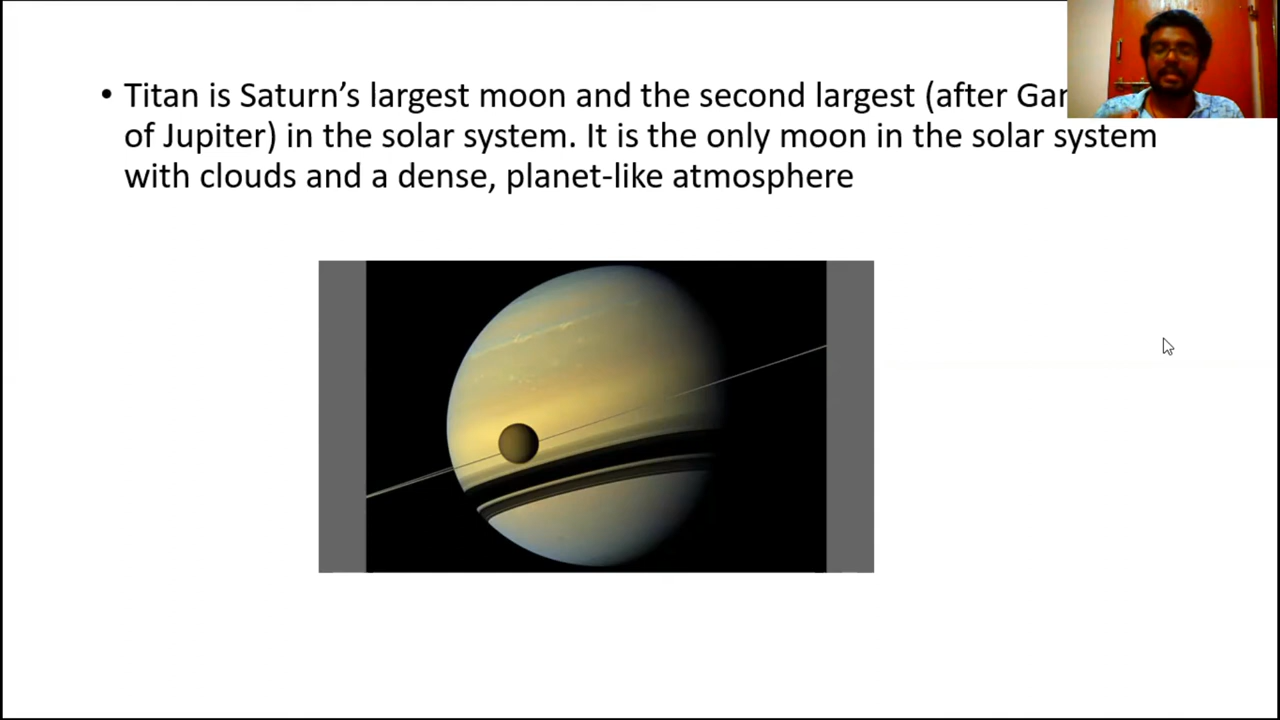 • Titan is Saturn’s largest moon and the second largest (after
of Jupiter) in the solar system. It is the only moon in the solar system
with clouds and a dense, planet-like atmosphere